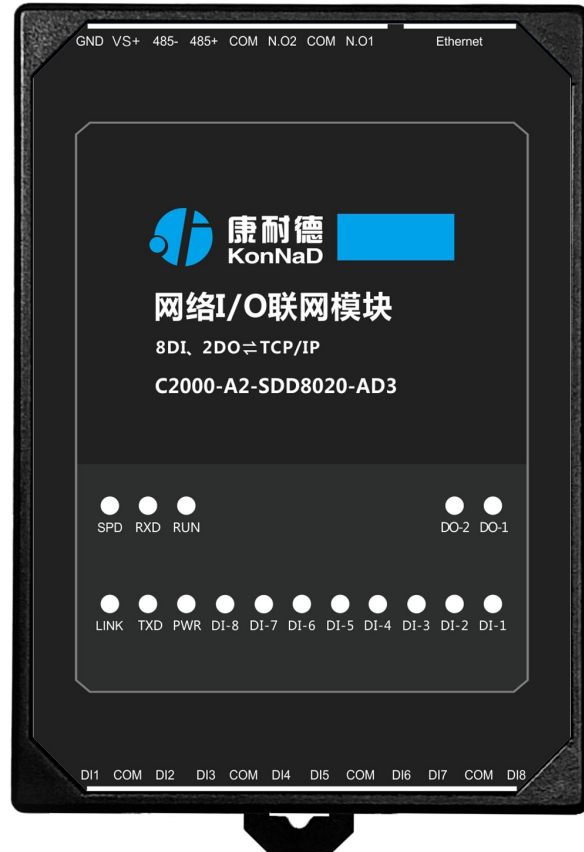 GND VS+ 485- 485+ COM N.O2 COM N.O1 Ethernet
康耐德
KonNaD
网络I/O联网模块
8DI、2DO⇌TCP/IP
C2000-A2-SDD8020-AD3
SPD RXD RUN DO-2 DO-1
LINK TXD PWR DI-8 DI-7 DI-6 DI-5 DI-4 DI-3 DI-2 DI-1
DI1 COM DI2 DI3 COM DI4 DI5 COM DI6 DI7 COM DI8